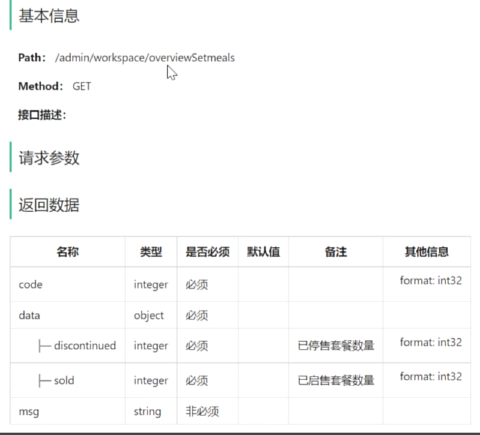 基本信息
Path： /admin/workspace/overviewSetmeals
Method： GET
接口描述：
请求参数
返回数据
名称 类型 是否必须 默认值 备注 其他信息
code integer 必须 format: int32
data object 必须
├─ discontinued integer 必须 已停售套餐数量 format: int32
├─ sold integer 必须 已启售套餐数量 format: int32
msg string 非必须